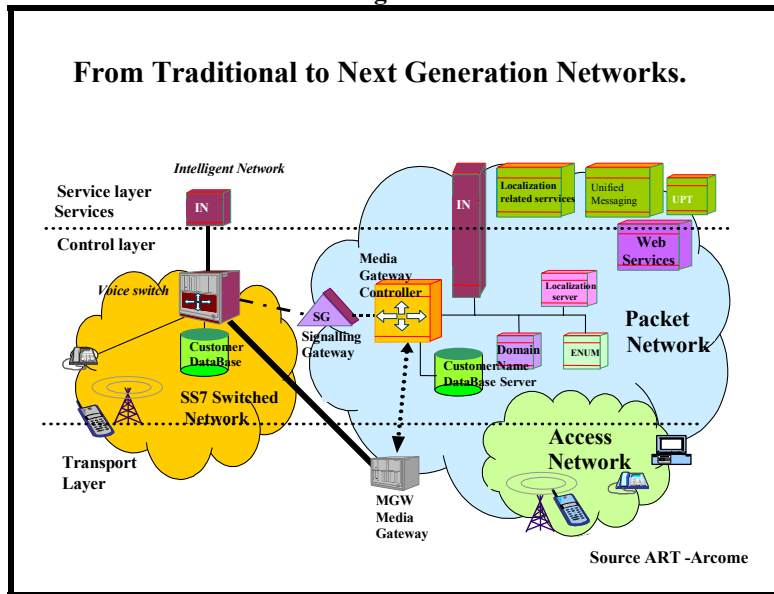 From Traditional to Next Generation Networks.
Intelligent Network
Service layer
Services
IN
IN
Localization
related serrvices
Unified
Messaging
UPT
Control layer
Web
Services
Media
Gateway
Controller
Voice switch
Localization
server
SG
Signalling
Gateway
Packet
Network
Customer
DataBase
Domain
ENUM
CustomerName
DataBase Server
SS7 Switched
Network
Access
Network
Transport
Layer
MGW
Media
Gateway
Source ART -Arcome